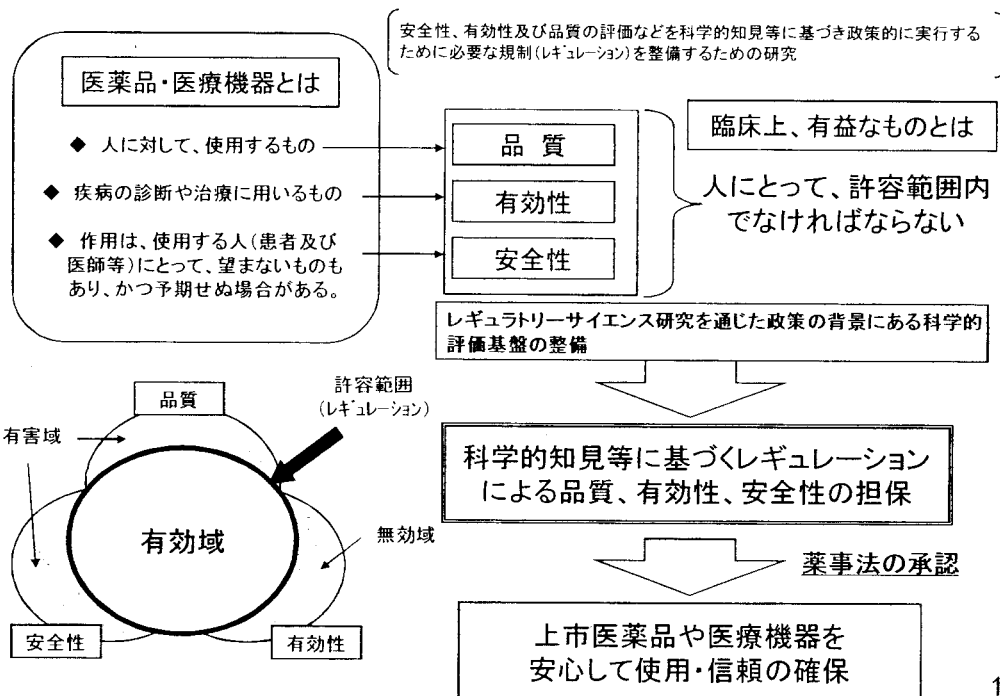 安全性、有効性及び品質の評価などを科学的知見等に基づき政策的に実行する
ために必要な規制(レギュレーション)を整備するための研究
医薬品・医療機器とは
◆ 人に対して、使用するもの
◆ 疾病の診断や治療に用いるもの
◆ 作用は、使用する人(患者及び
医師等)にとって、望まないものも
あり、かつ予期せぬ場合がある。
品 質
有効性
安全性
臨床上、有益なものとは
人にとって、許容範囲内
でなければならない
レギュラトリーサイエンス研究を通じた政策の背景にある科学的
評価基盤の整備
科学的知見等に基づくレギュレーション
による品質、有効性、安全性の担保
薬事法の承認
上市医薬品や医療機器を
安心して使用・信頼の確保
品質
許容範囲
(レギュレーション)
有害域
有効域
無効域
安全性
有効性
1